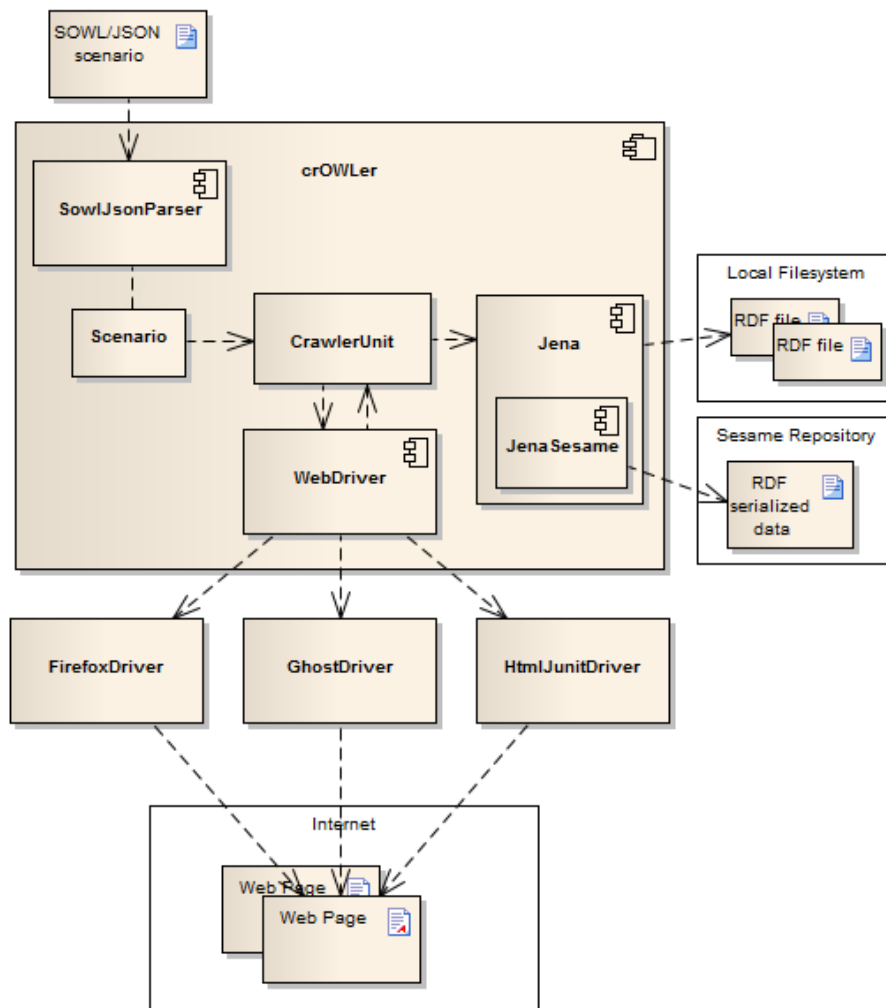 SOWL/JSON
scenario
crOWLer
SowlJsonParser
Scenario
CrawlerUnit
Jena
JenaSesame
WebDriver
Local Filesystem
RDF file
RDF file
Sesame Repository
RDF
serialized
data
FirefoxDriver
GhostDriver
HtmlJunitDriver
Internet
Web Page
Web Page